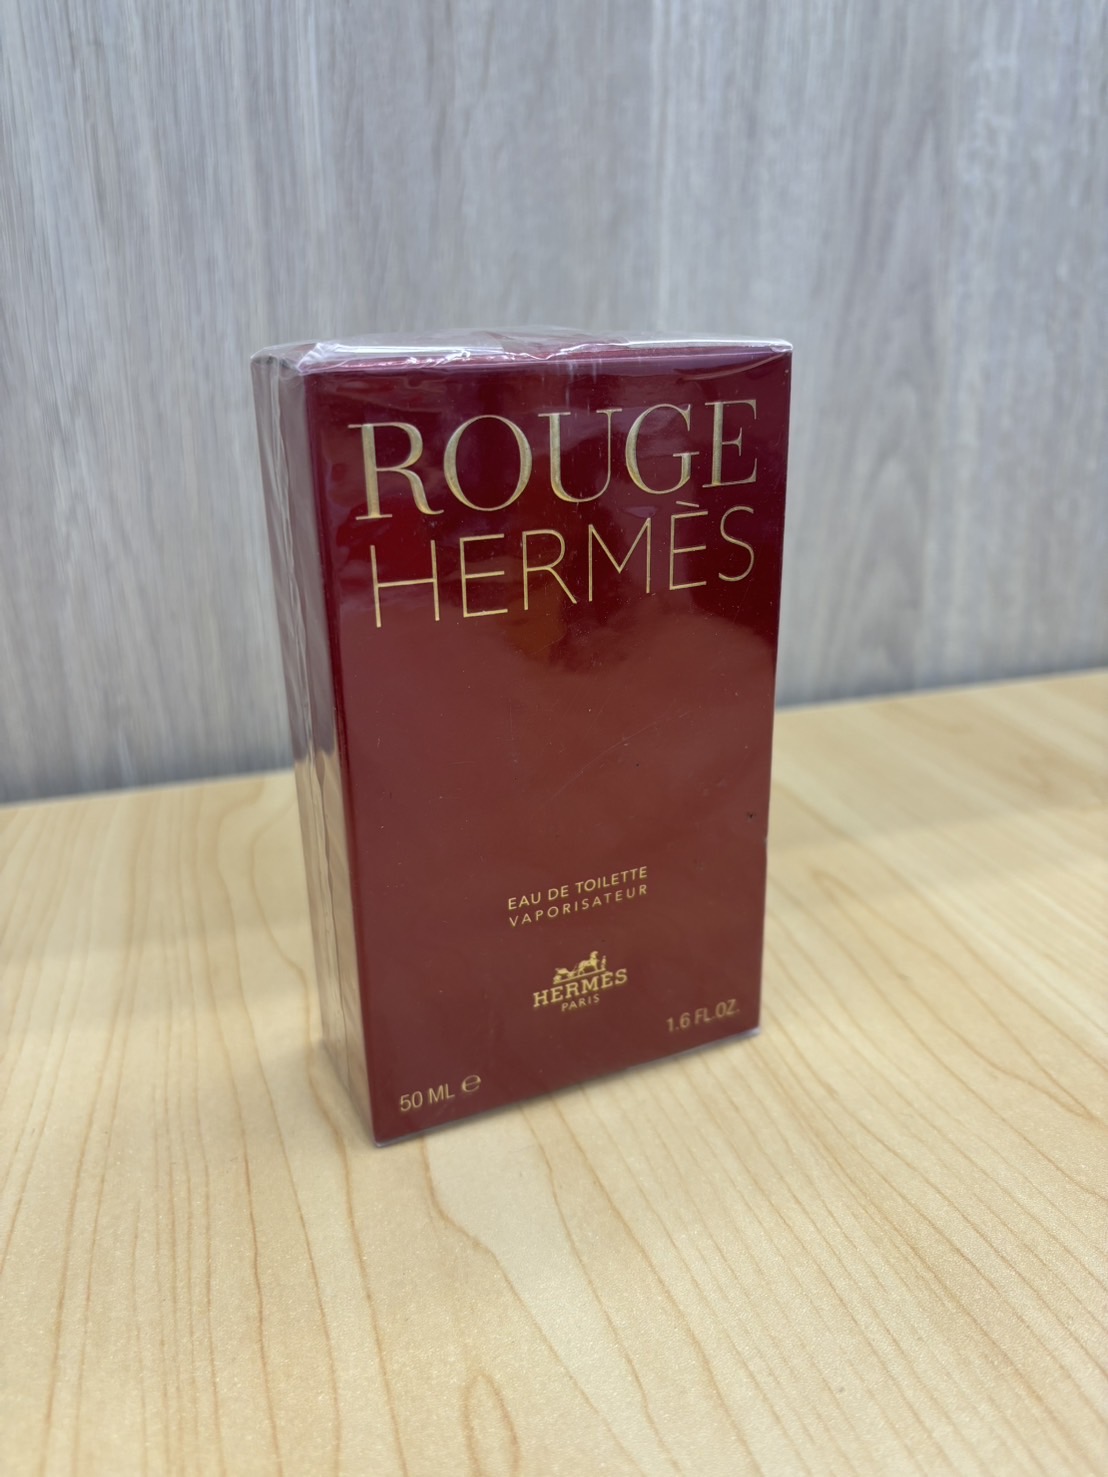 ROUGE
HERMÈS
EAU DE TOILETTE
VAPORISATEUR
HERMÈS
PARIS
50 ML ℮
1.6 FL.OZ.